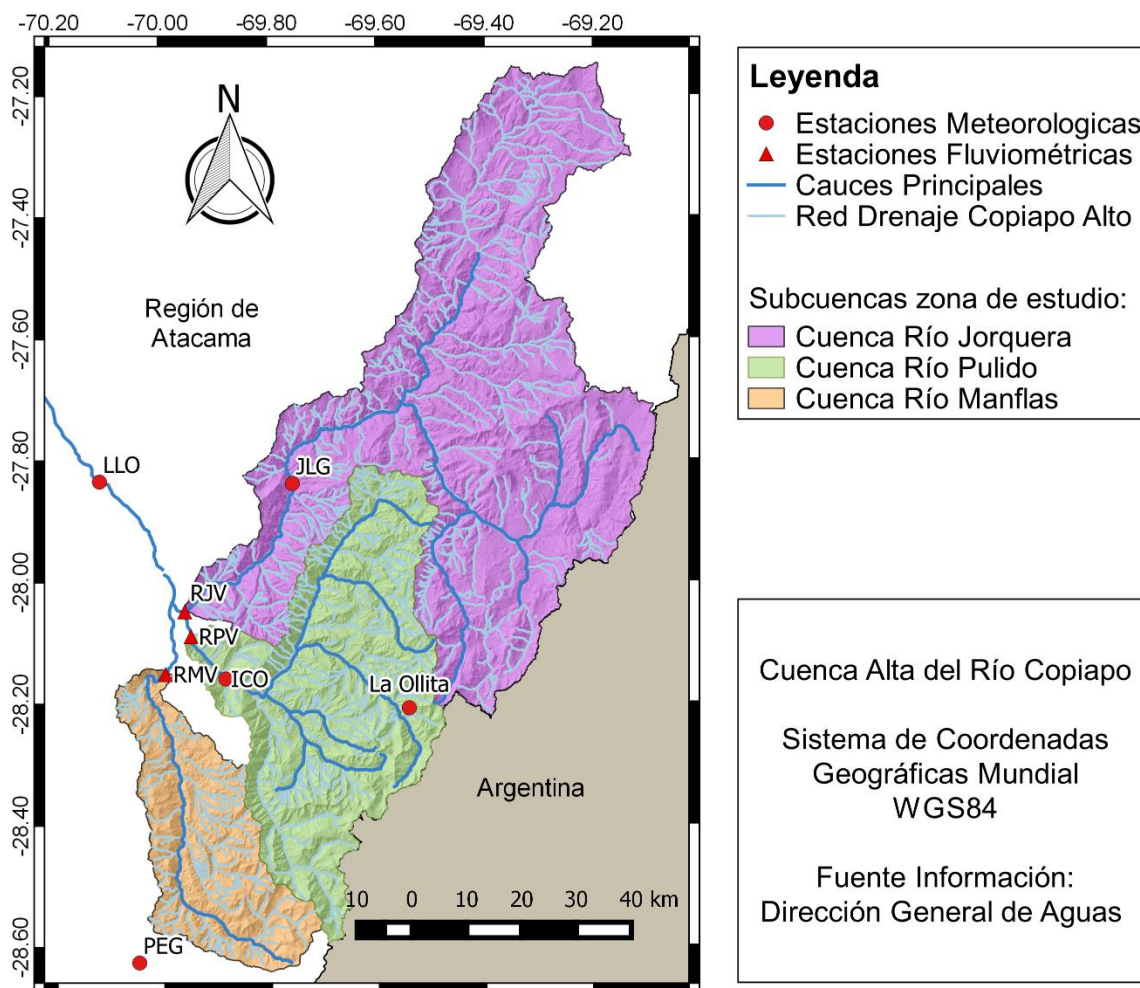 -70.20 -70.00 -69.80 -69.60 -69.40 -69.20
-27.20
-27.40
-27.60
-27.80
-28.00
-28.20
-28.40
-28.60
N
Región de
Atacama
LLO
JLG
RJV
RPV
RMV
ICO
La Ollita
Argentina
10 0 10 20 30 40 km
PEG
Leyenda
Estaciones Meteorologicas
Estaciones Fluviométricas
Cauces Principales
Red Drenaje Copiapo Alto
Subcuencas zona de estudio:
Cuenca Río Jorquera
Cuenca Río Pulido
Cuenca Río Manflas
Cuenca Alta del Río Copiapo
Sistema de Coordenadas
Geográficas Mundial
WGS84
Fuente Información:
Dirección General de Aguas